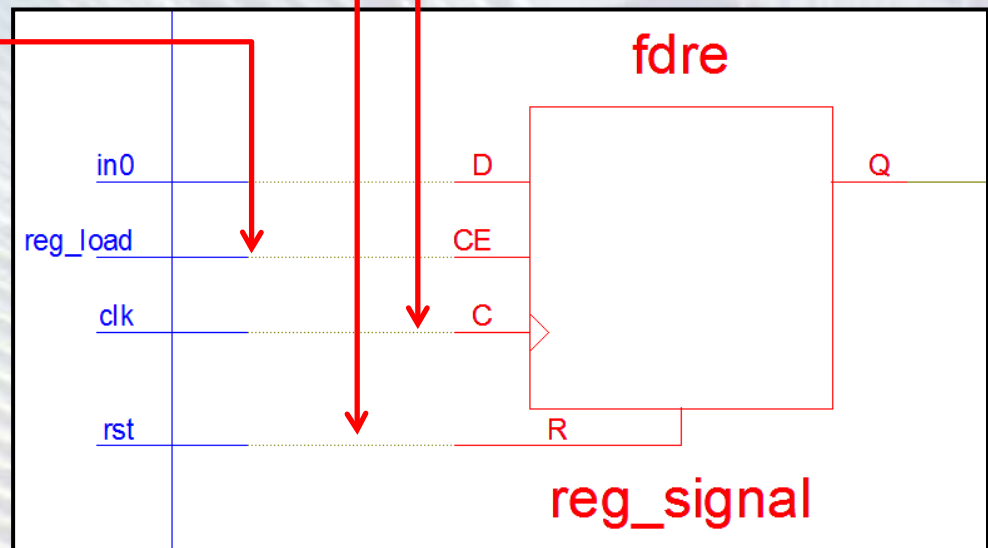 fdre
in0
D
Q
reg_load
CE
clk
C
rst
R
reg_signal